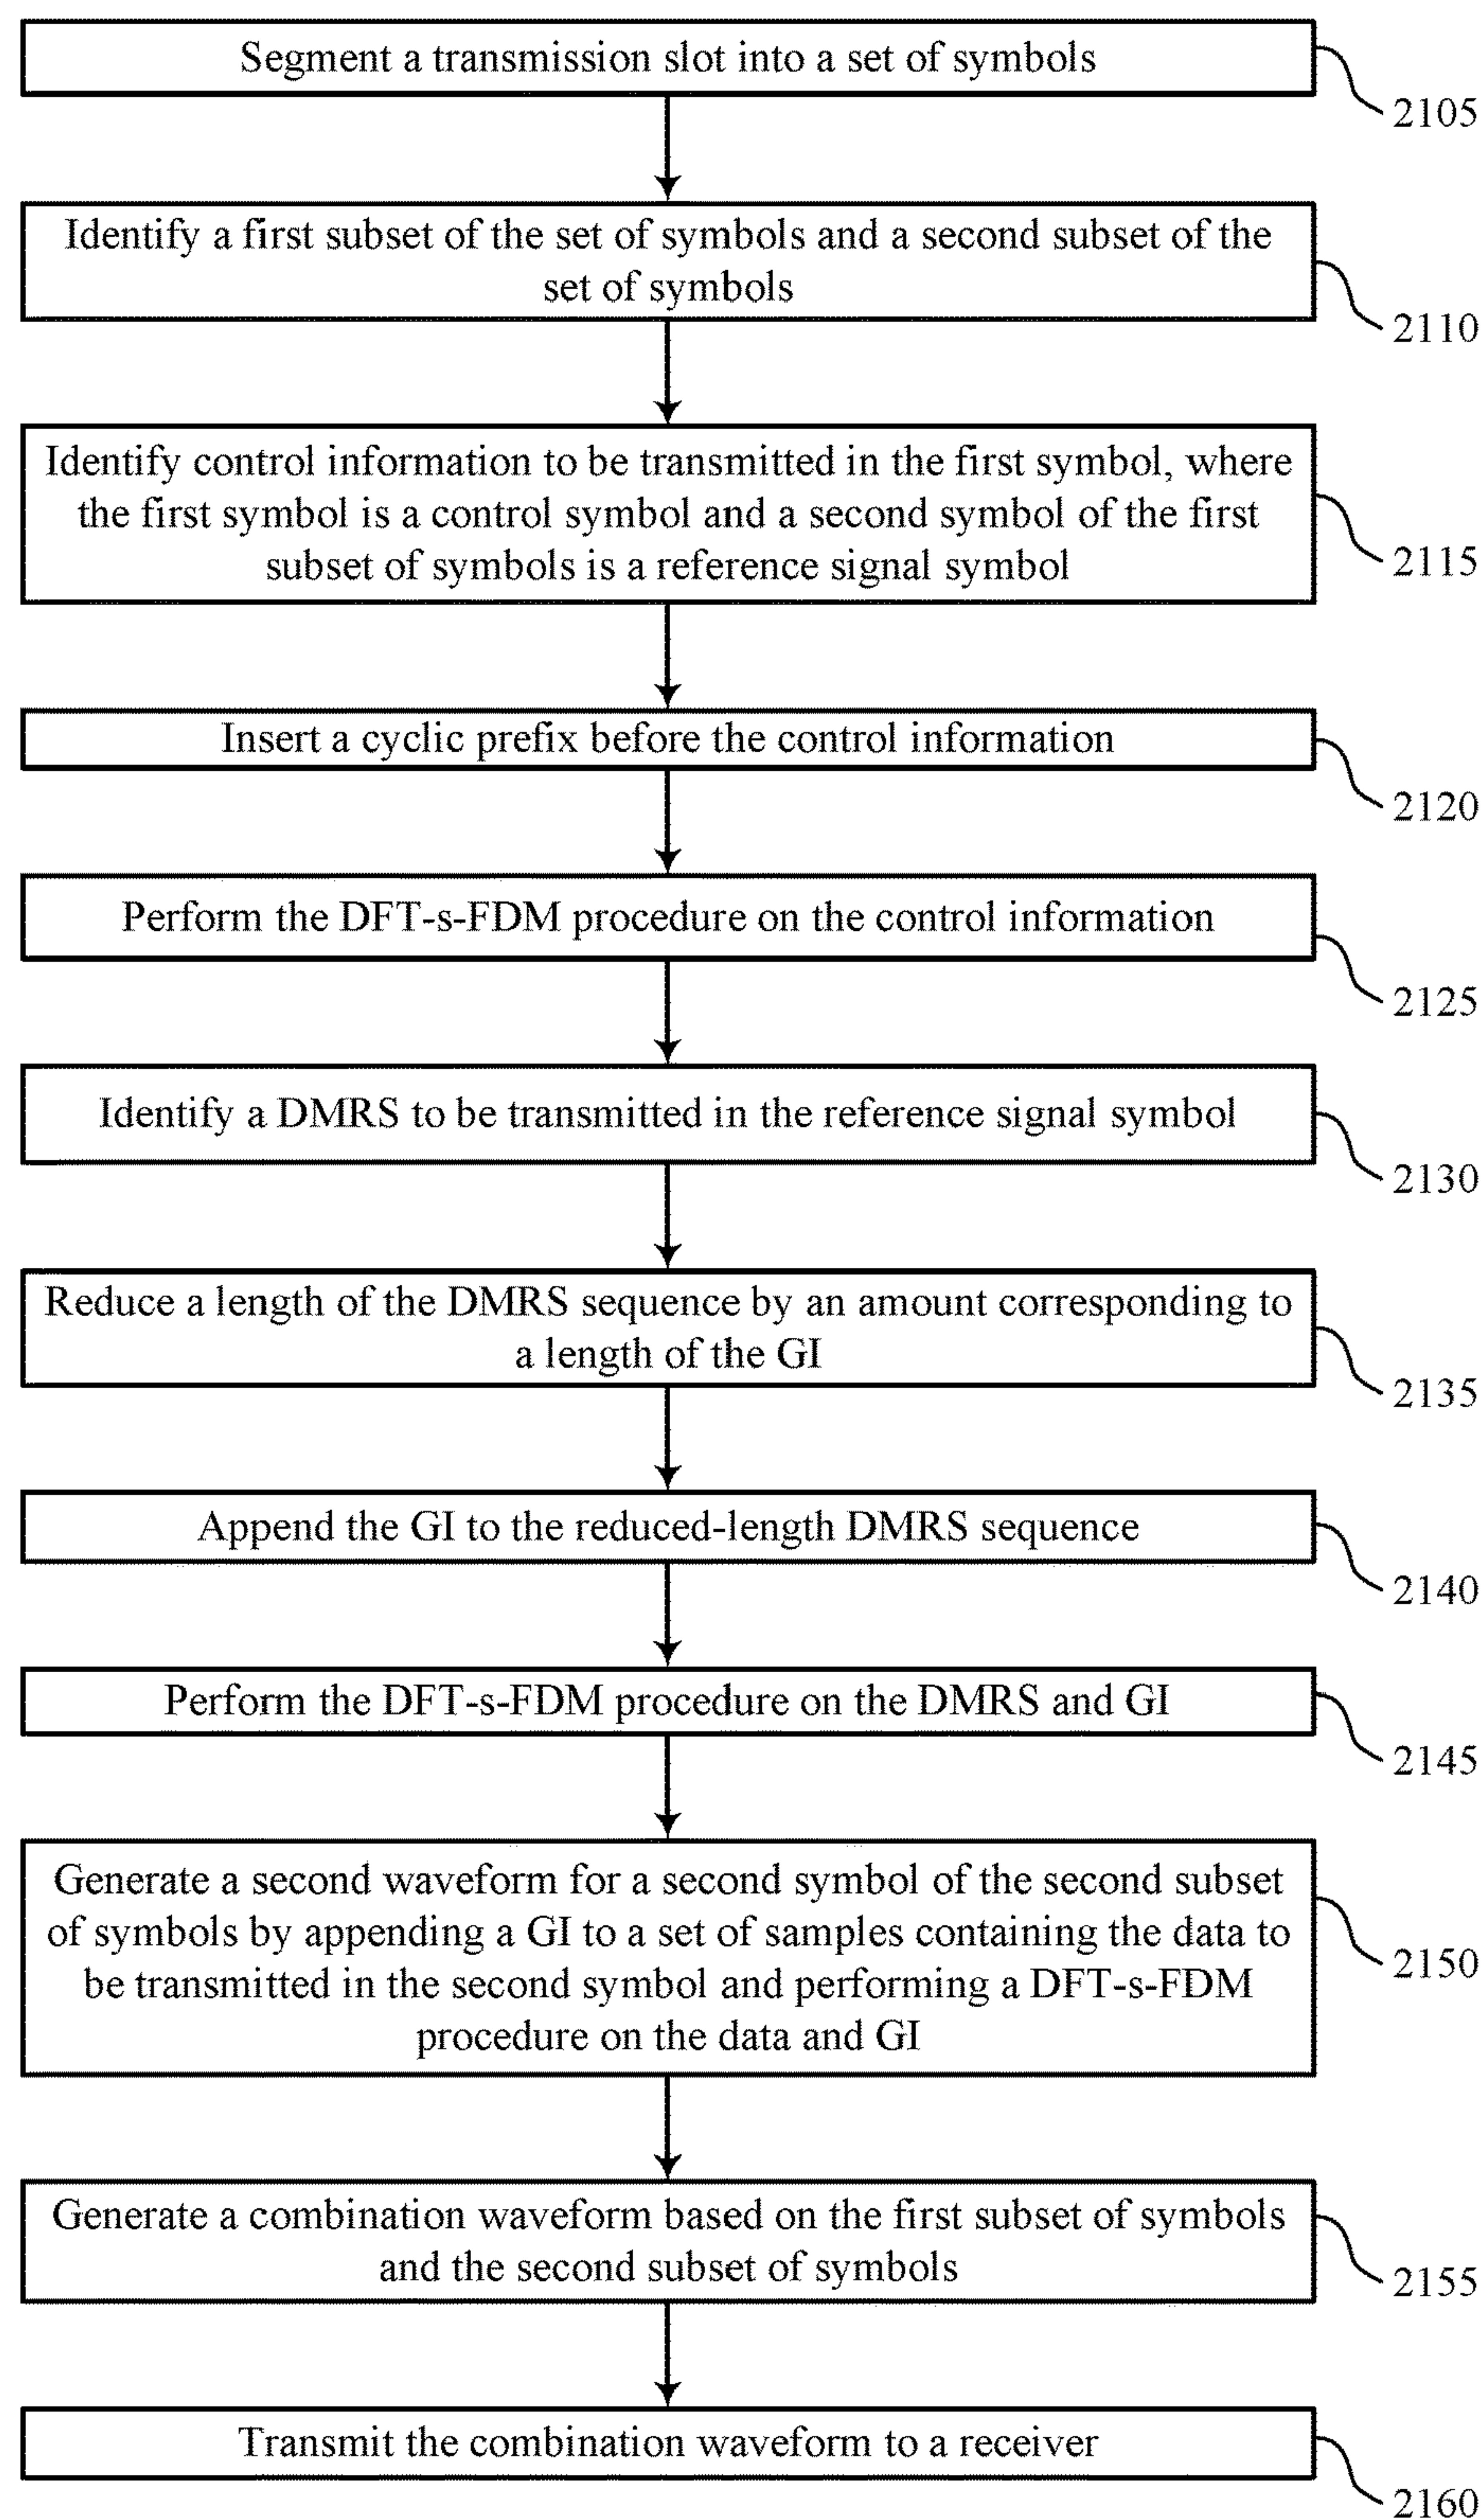 Segment a transmission slot into a set of symbols
2105
Identify a first subset of the set of symbols and a second subset of the
set of symbols
2110
Identify control information to be transmitted in the first symbol, where
the first symbol is a control symbol and a second symbol of the first
subset of symbols is a reference signal symbol
2115
Insert a cyclic prefix before the control information
2120
Perform the DFT-s-FDM procedure on the control information
2125
Identify a DMRS to be transmitted in the reference signal symbol
2130
Reduce a length of the DMRS sequence by an amount corresponding to
a length of the GI
2135
Append the GI to the reduced-length DMRS sequence
2140
Perform the DFT-s-FDM procedure on the DMRS and GI
2145
Generate a second waveform for a second symbol of the second subset
of symbols by appending a GI to a set of samples containing the data to
be transmitted in the second symbol and performing a DFT-s-FDM
procedure on the data and GI
2150
Generate a combination waveform based on the first subset of symbols
and the second subset of symbols
2155
Transmit the combination waveform to a receiver
2160